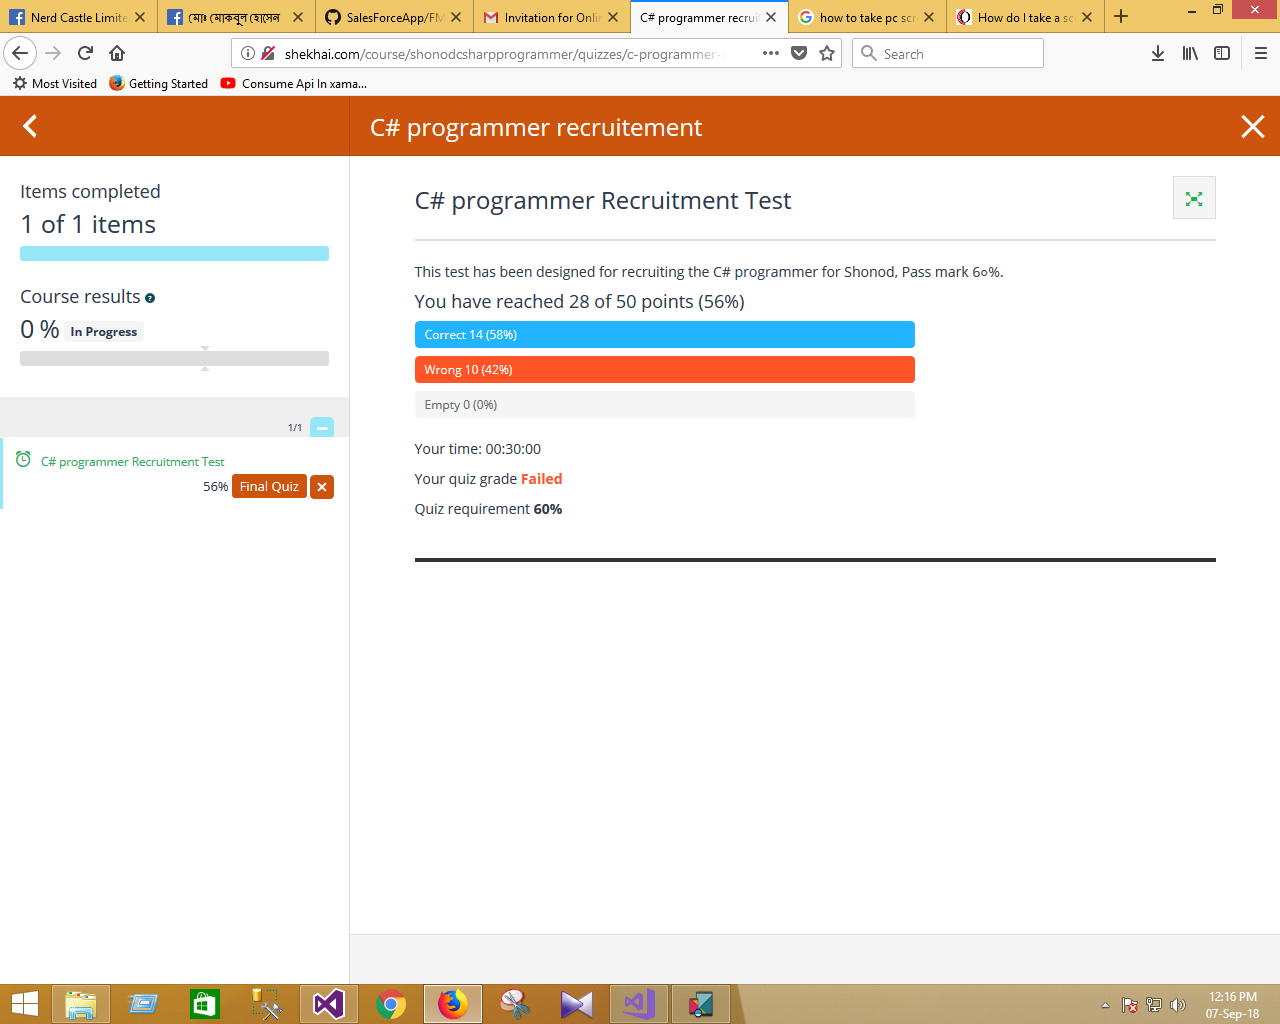 Nerd Castle Limite
মোঃ মোকবুল হোসেন
SalesForceApp/FM
Invitation for Onli
C# programmer recruit
how to take pc scr
How do I take a sc
shekhai.com/course/shonodcsharpprogrammer/quizzes/c-programmer-
Search
Most Visited
Getting Started
Consume Api In xama...
C# programmer recruitement
Items completed
1 of 1 items
Course results ?
0 % In Progress
1/1
C# programmer Recruitment Test
56% Final Quiz
C# programmer Recruitment Test
This test has been designed for recruiting the C# programmer for Shonod, Pass mark 6০%.
You have reached 28 of 50 points (56%)
Correct 14 (58%)
Wrong 10 (42%)
Empty 0 (0%)
Your time: 00:30:00
Your quiz grade Failed
Quiz requirement 60%
12:16 PM
07-Sep-18